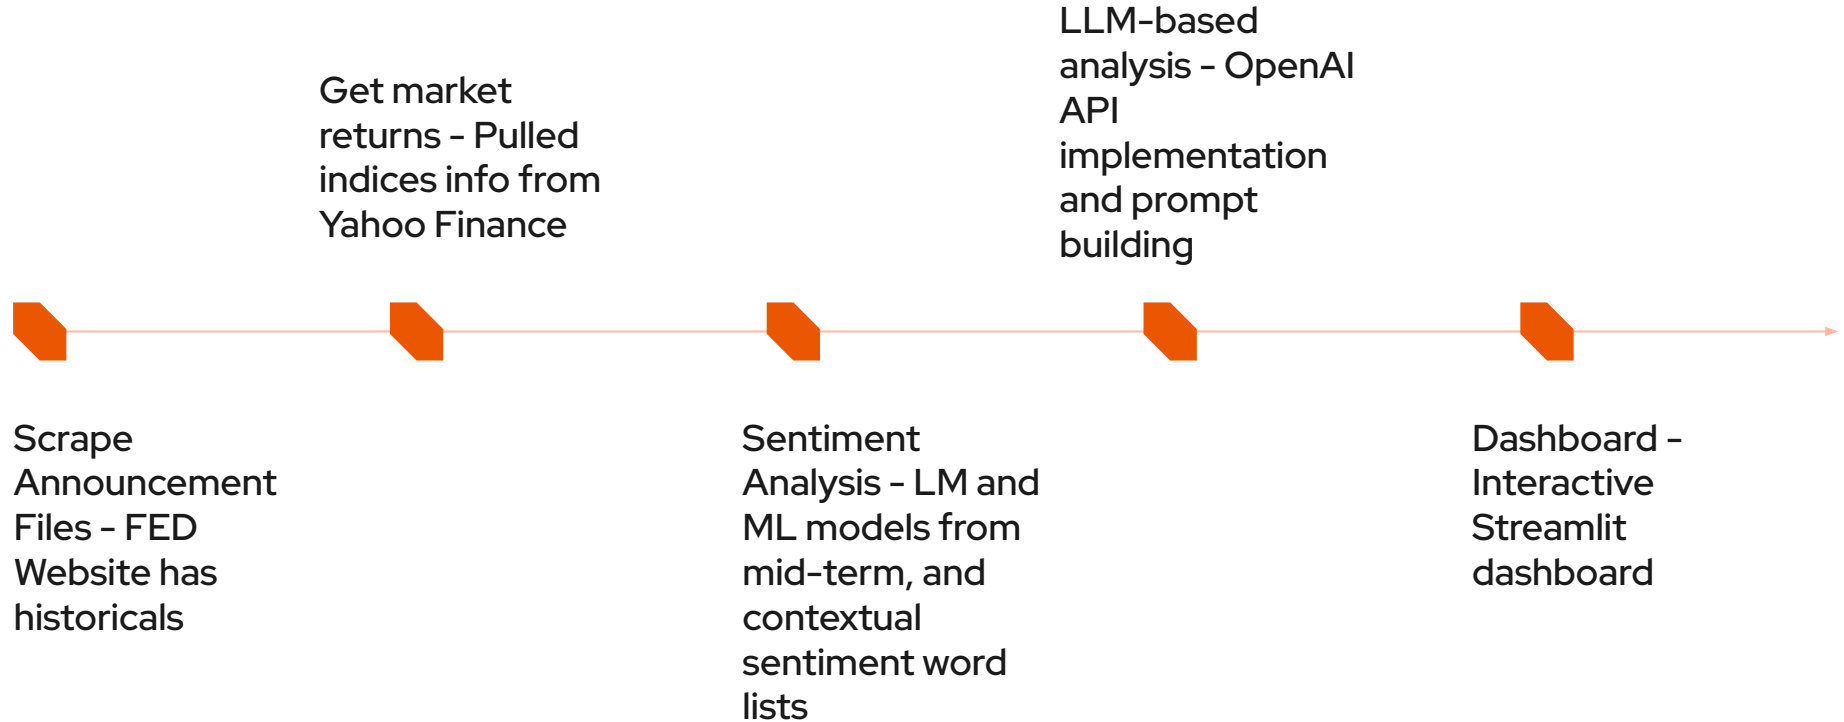 Scrape
Announcement
Files - FED
Website has
historicals
Get market
returns - Pulled
indices info from
Yahoo Finance
Sentiment
Analysis - LM and
ML models from
mid-term, and
contextual
sentiment word
lists
LLM-based
analysis - OpenAI
API
implementation
and prompt
building
Dashboard -
Interactive
Streamlit
dashboard